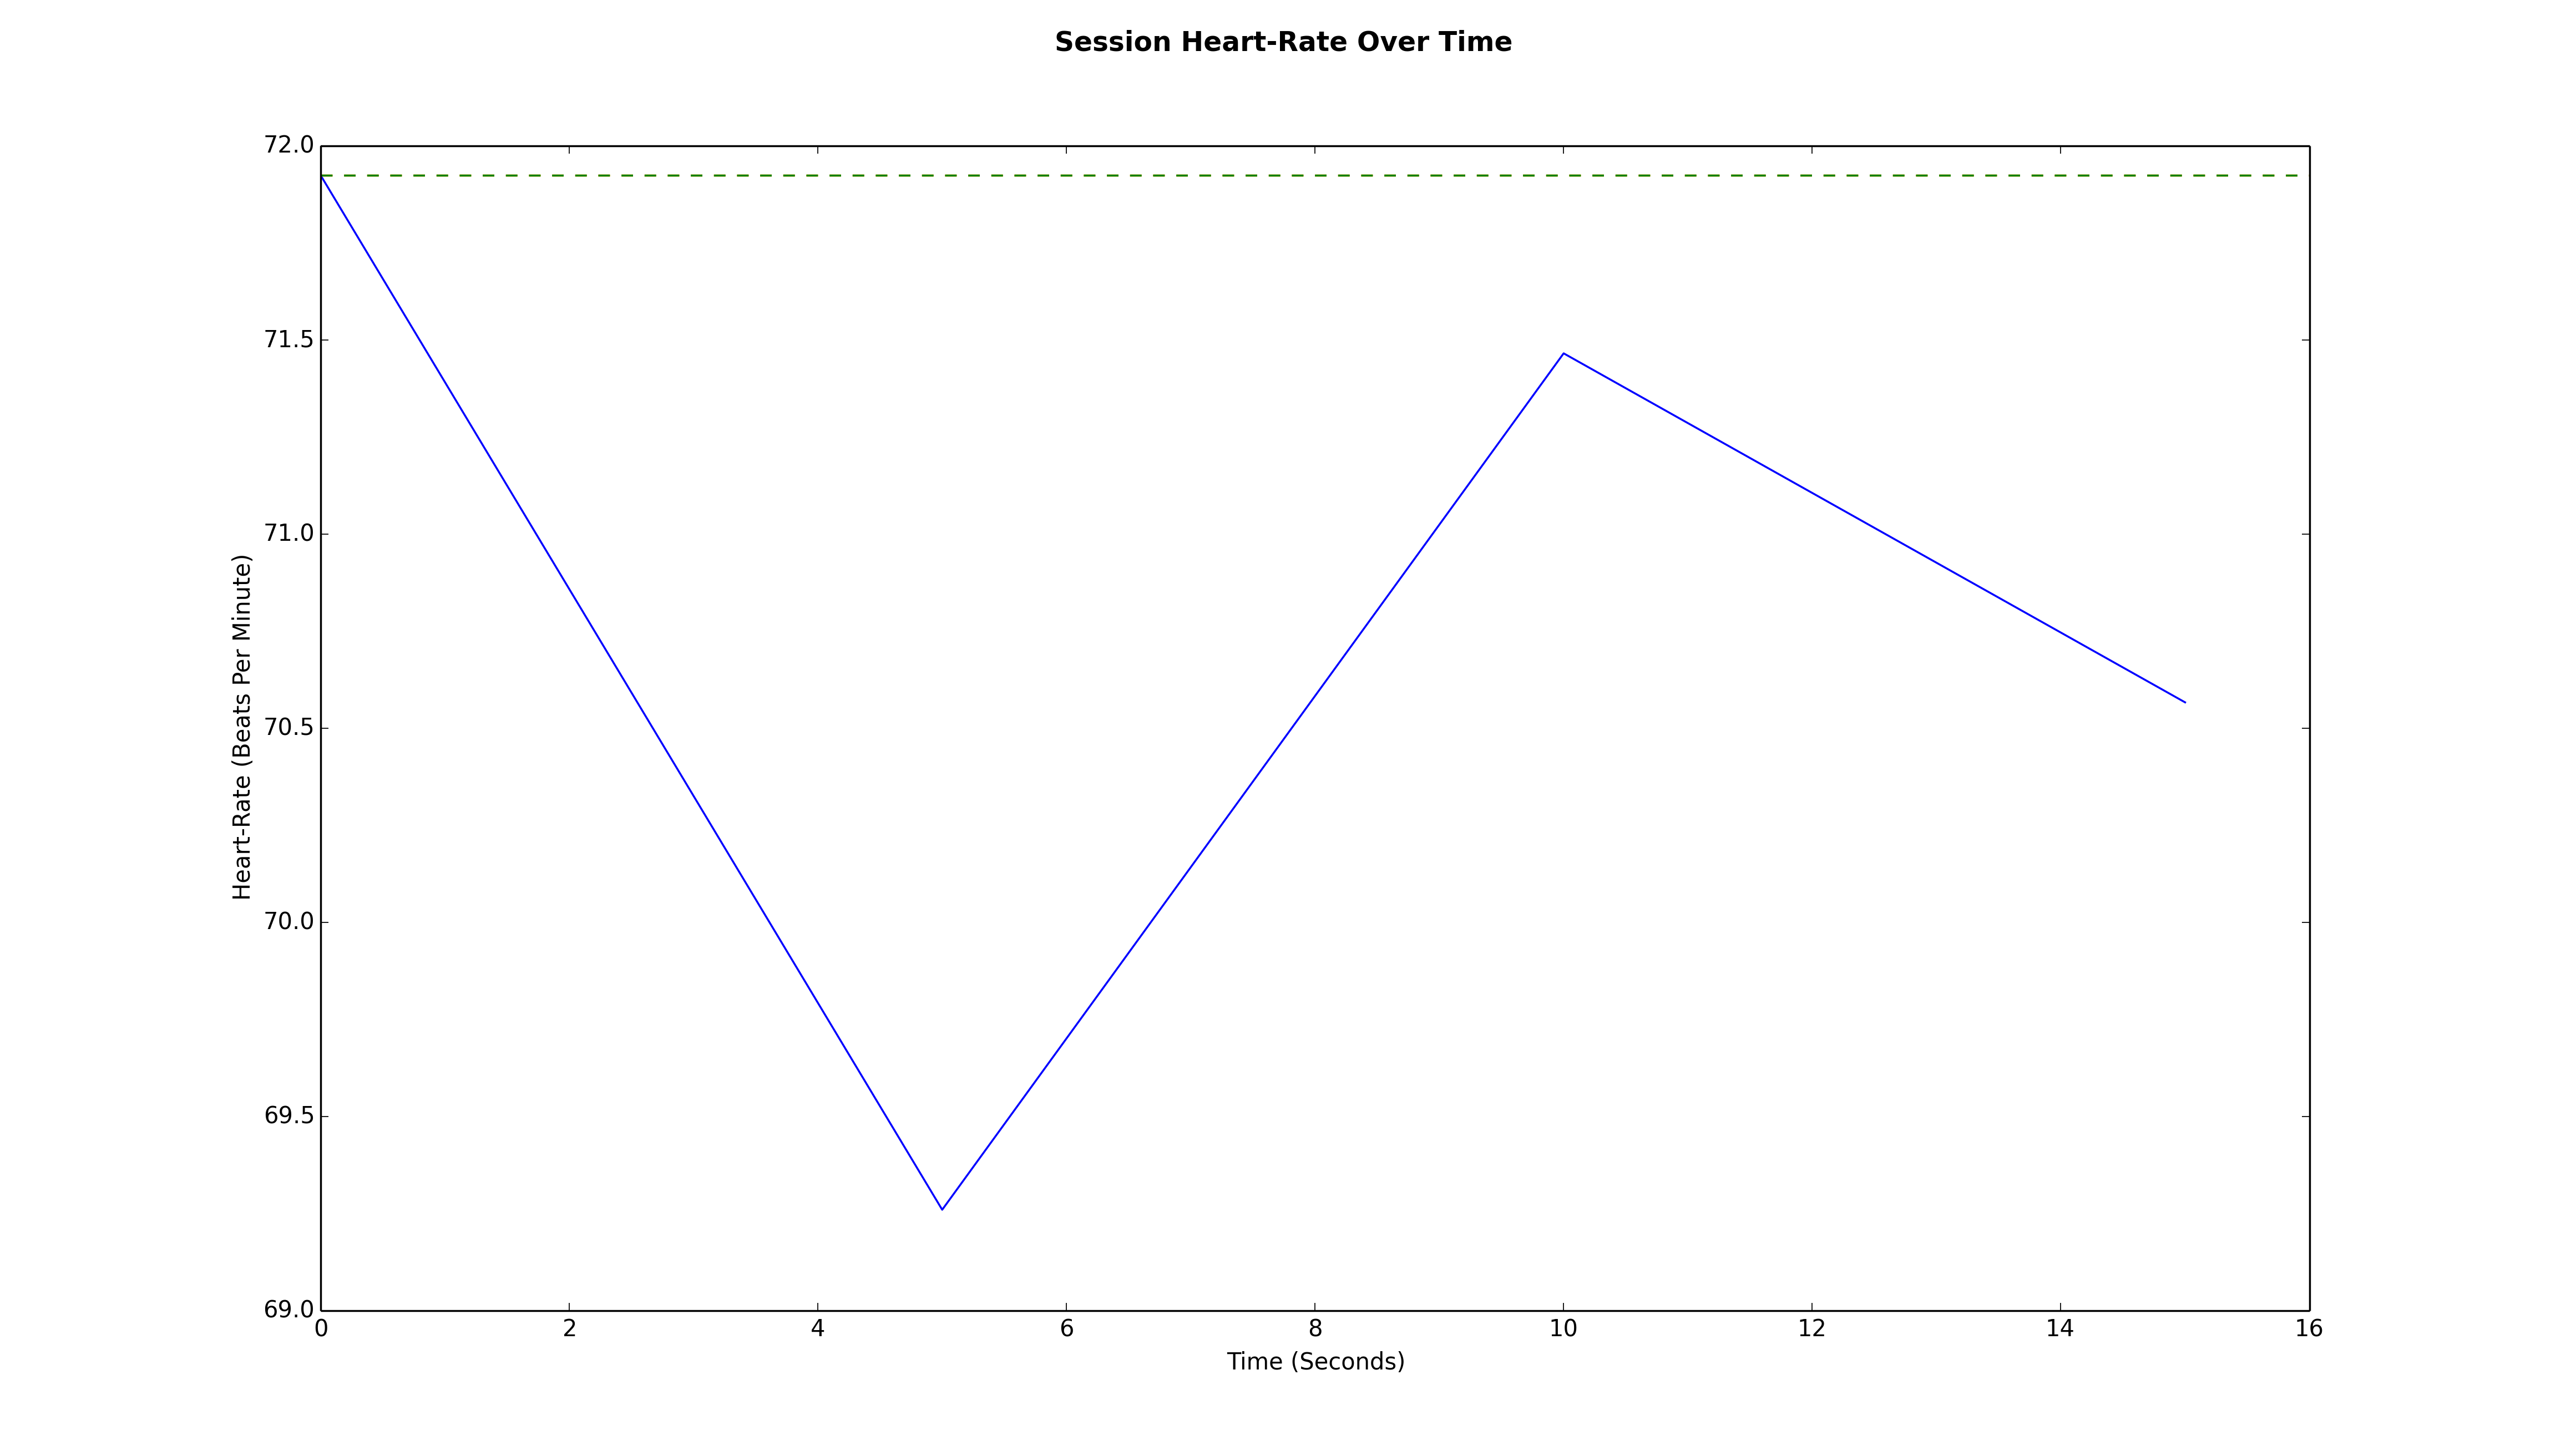 Session Heart-Rate Over Time
72.0
71.5
71.0
70.5
70.0
69.5
69.0
Heart-Rate (Beats Per Minute)
0 2 4 6 8 10 12 14 16
Time (Seconds)